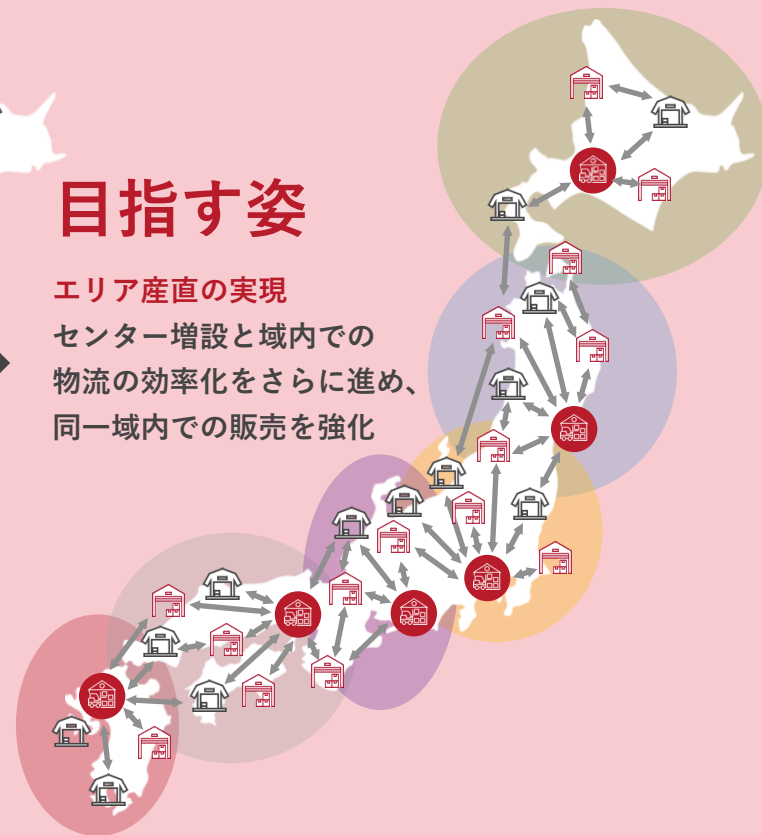 目指す姿
エリア産直の実現
センター増設と域内での
物流の効率化をさらに進め、
同一域内での販売を強化